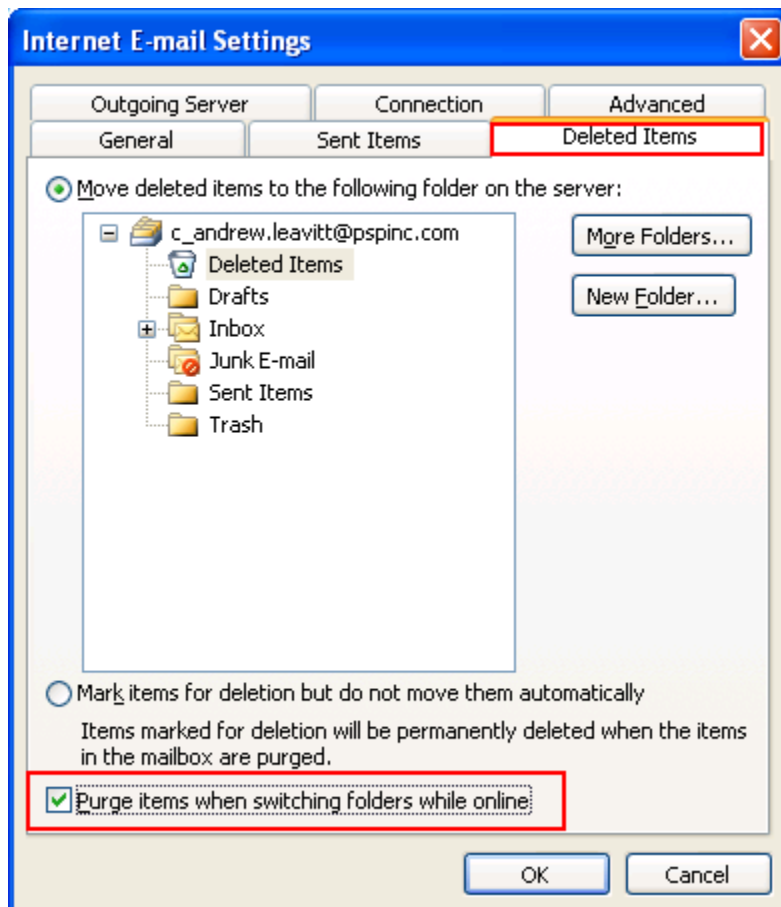 Internet E-mail Settings
Outgoing Server
Connection
Advanced
General
Sent Items
Deleted Items
Move deleted items to the following folder on the server:
c_andrew.leavitt@pspinc.com
More Folders...
Deleted Items
Drafts
New Folder...
Inbox
Junk E-mail
Sent Items
Trash
Mark items for deletion but do not move them automatically
Items marked for deletion will be permanently deleted when the items
in the mailbox are purged.
Purge items when switching folders while online
OK
Cancel